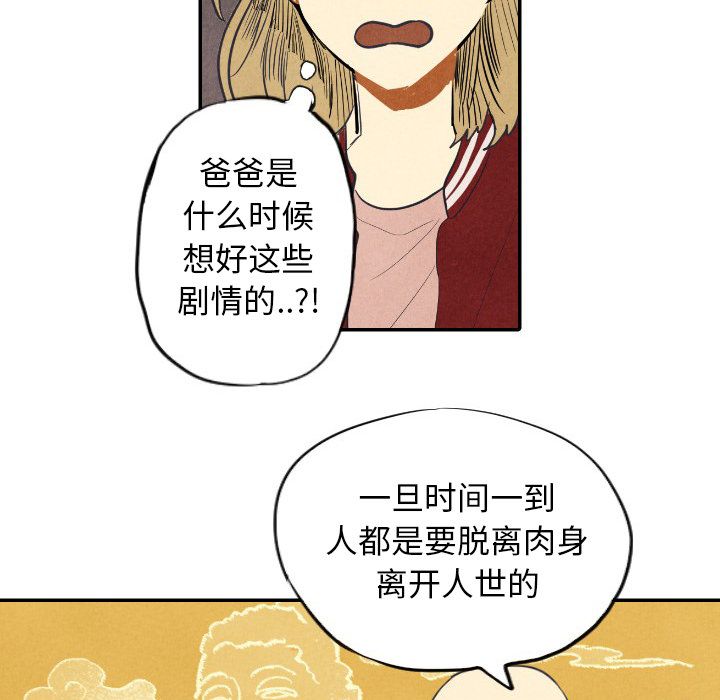 爸爸是
什么时候
想好这些
剧情的..?!
一旦时间一到
人都是要脱离肉身
离开人世的